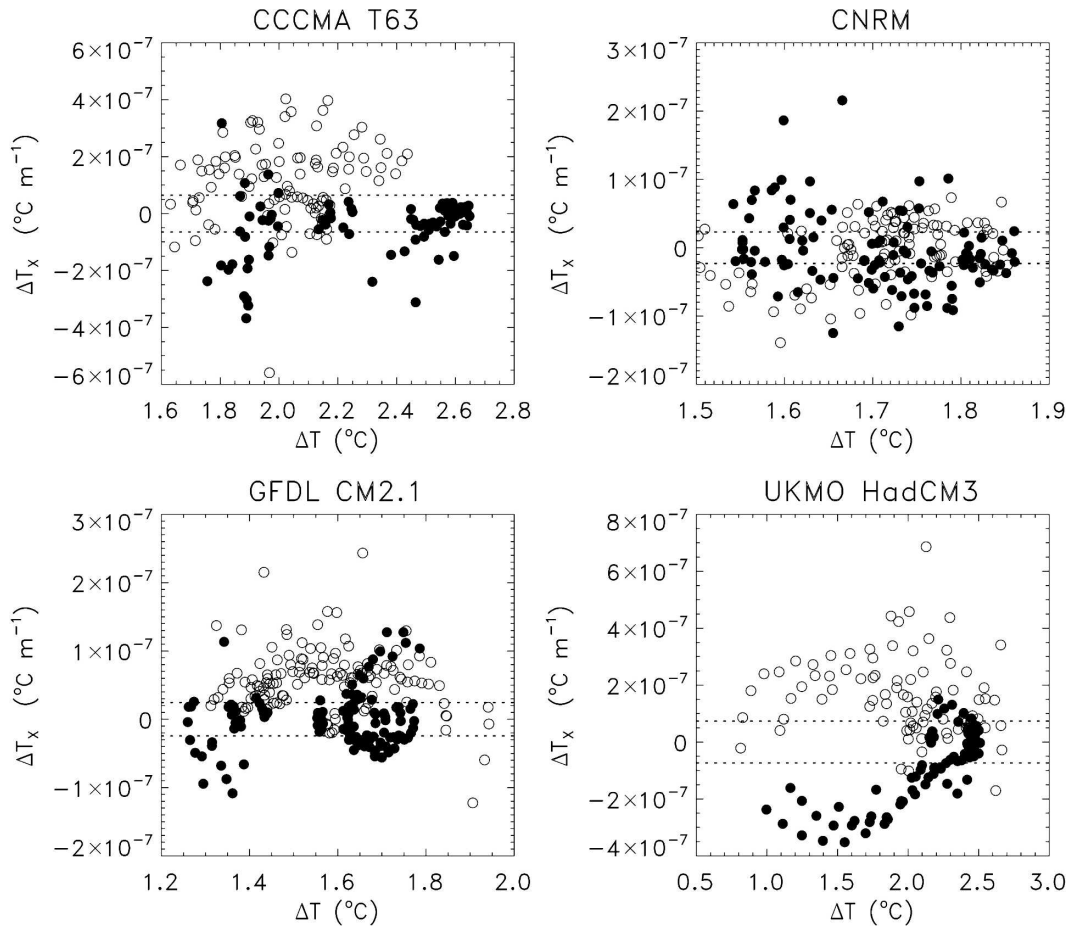 CCCMA T63
CNRM
6×10⁻⁷
4×10⁻⁷
2×10⁻⁷
0
−2×10⁻⁷
−4×10⁻⁷
−6×10⁻⁷
ΔTₓ (°C m⁻¹)
1.6 1.8 2.0 2.2 2.4 2.6 2.8
ΔT (°C)
3×10⁻⁷
2×10⁻⁷
1×10⁻⁷
0
−1×10⁻⁷
−2×10⁻⁷
ΔTₓ (°C m⁻¹)
1.5 1.6 1.7 1.8 1.9
ΔT (°C)
GFDL CM2.1
UKMO HadCM3
3×10⁻⁷
2×10⁻⁷
1×10⁻⁷
0
−1×10⁻⁷
−2×10⁻⁷
ΔTₓ (°C m⁻¹)
1.2 1.4 1.6 1.8 2.0
ΔT (°C)
8×10⁻⁷
6×10⁻⁷
4×10⁻⁷
2×10⁻⁷
0
−2×10⁻⁷
−4×10⁻⁷
ΔTₓ (°C m⁻¹)
0.5 1.0 1.5 2.0 2.5 3.0
ΔT (°C)